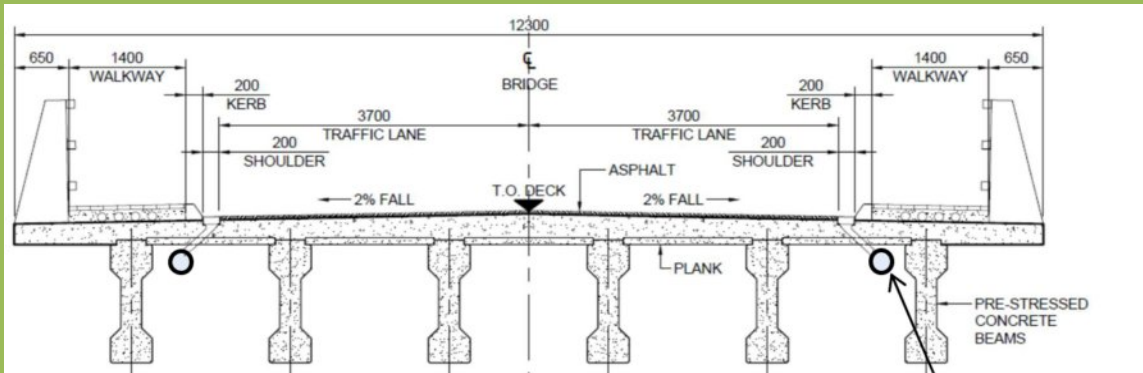 12300
650
1400
WALKWAY
200
KERB
3700
TRAFFIC LANE
200
SHOULDER
℄
BRIDGE
3700
TRAFFIC LANE
200
KERB
200
SHOULDER
1400
WALKWAY
650
2% FALL
T.O. DECK
ASPHALT
2% FALL
PLANK
PRE-STRESSED
CONCRETE
BEAMS